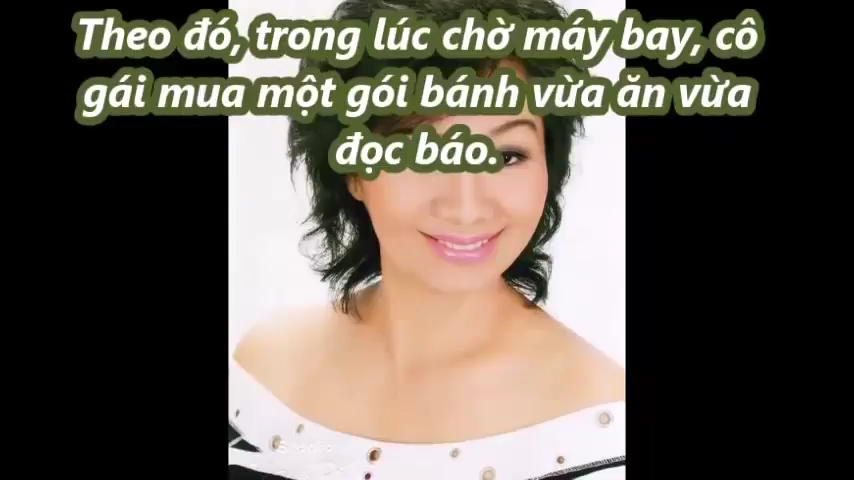 Theo đó, trong lúc chờ máy bay, cô
gái mua một gói bánh vừa ăn vừa
đọc báo.